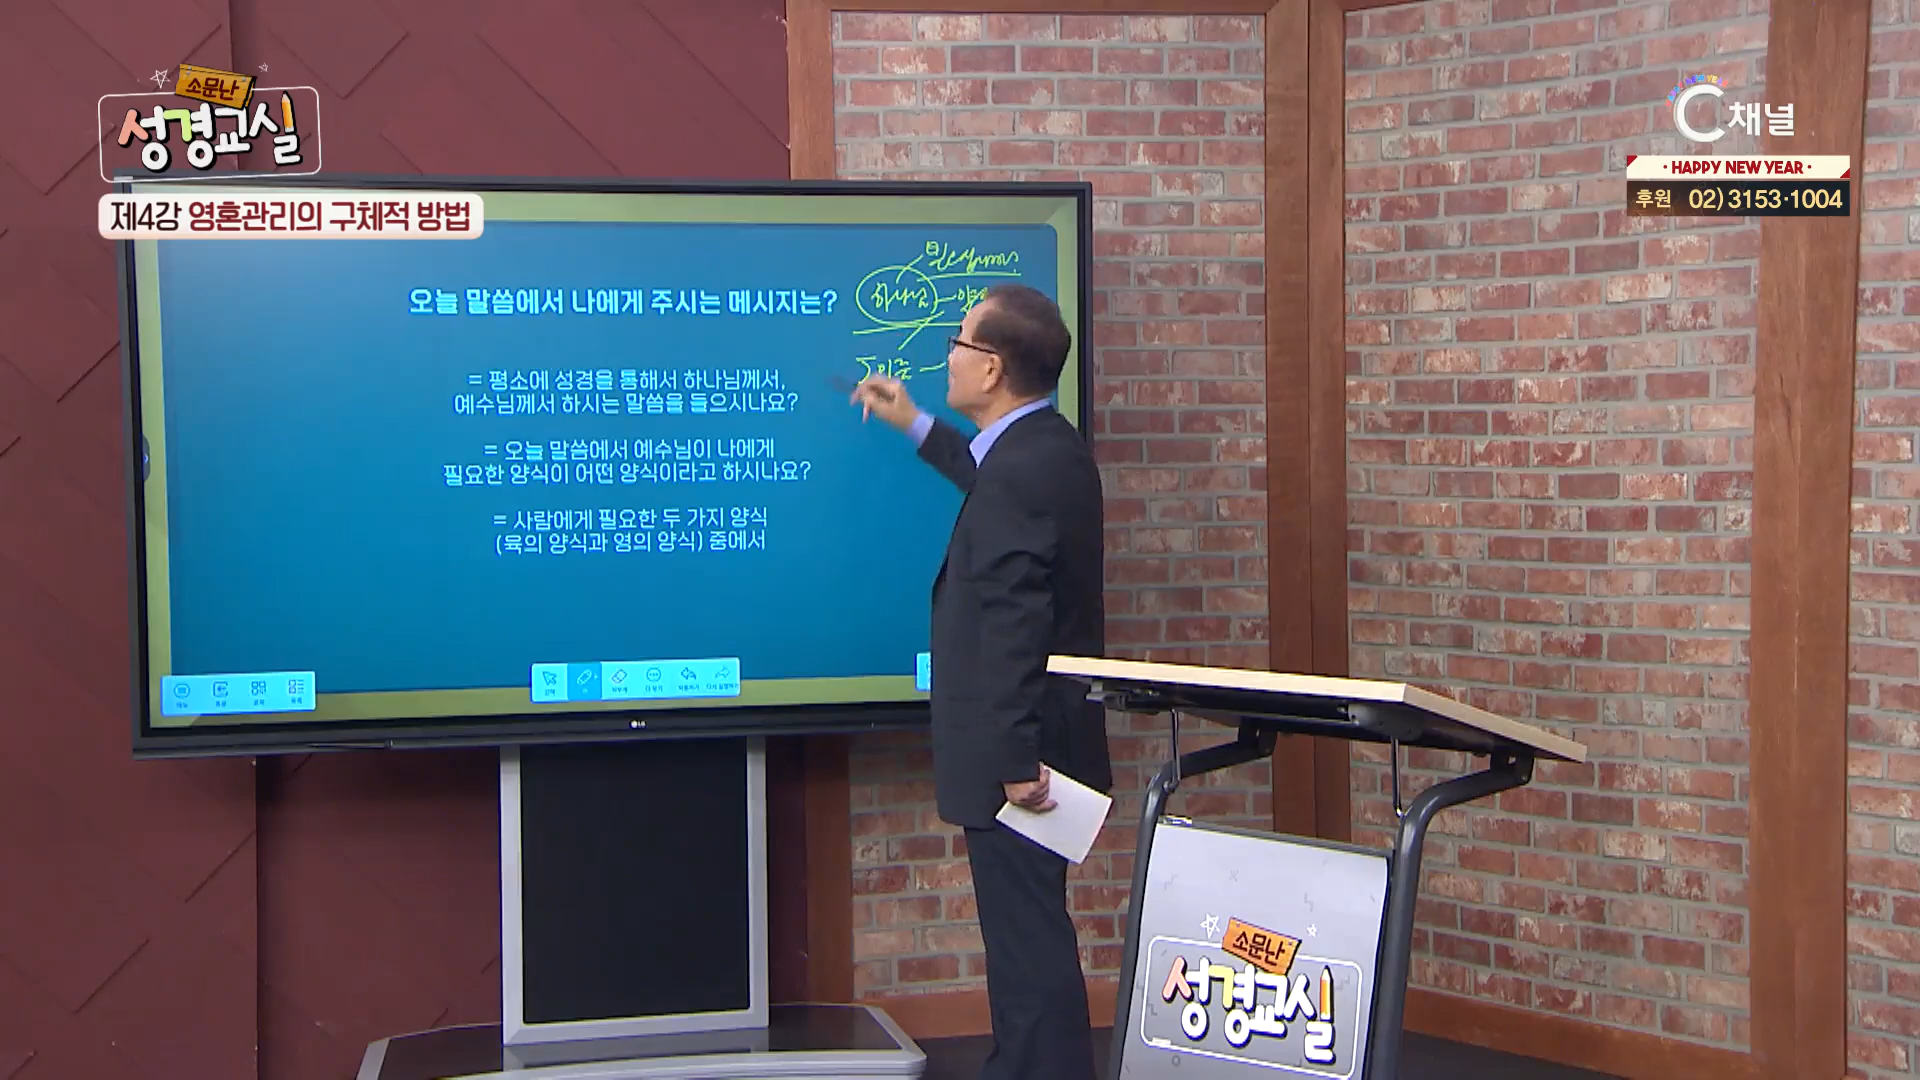 소문난
성경교실
제4강 영혼관리의 구체적 방법
C채널
· HAPPY NEW YEAR ·
후원 02) 3153·1004
오늘 말씀에서 나에게 주시는 메시지는?
= 평소에 성경을 통해서 하나님께서,
예수님께서 하시는 말씀을 들으시나요?
= 오늘 말씀에서 예수님이 나에게
필요한 양식이 어떤 양식이라고 하시나요?
= 사람에게 필요한 두 가지 양식
(육의 양식과 영의 양식) 중에서
하나님
LG
소문난
성경교실